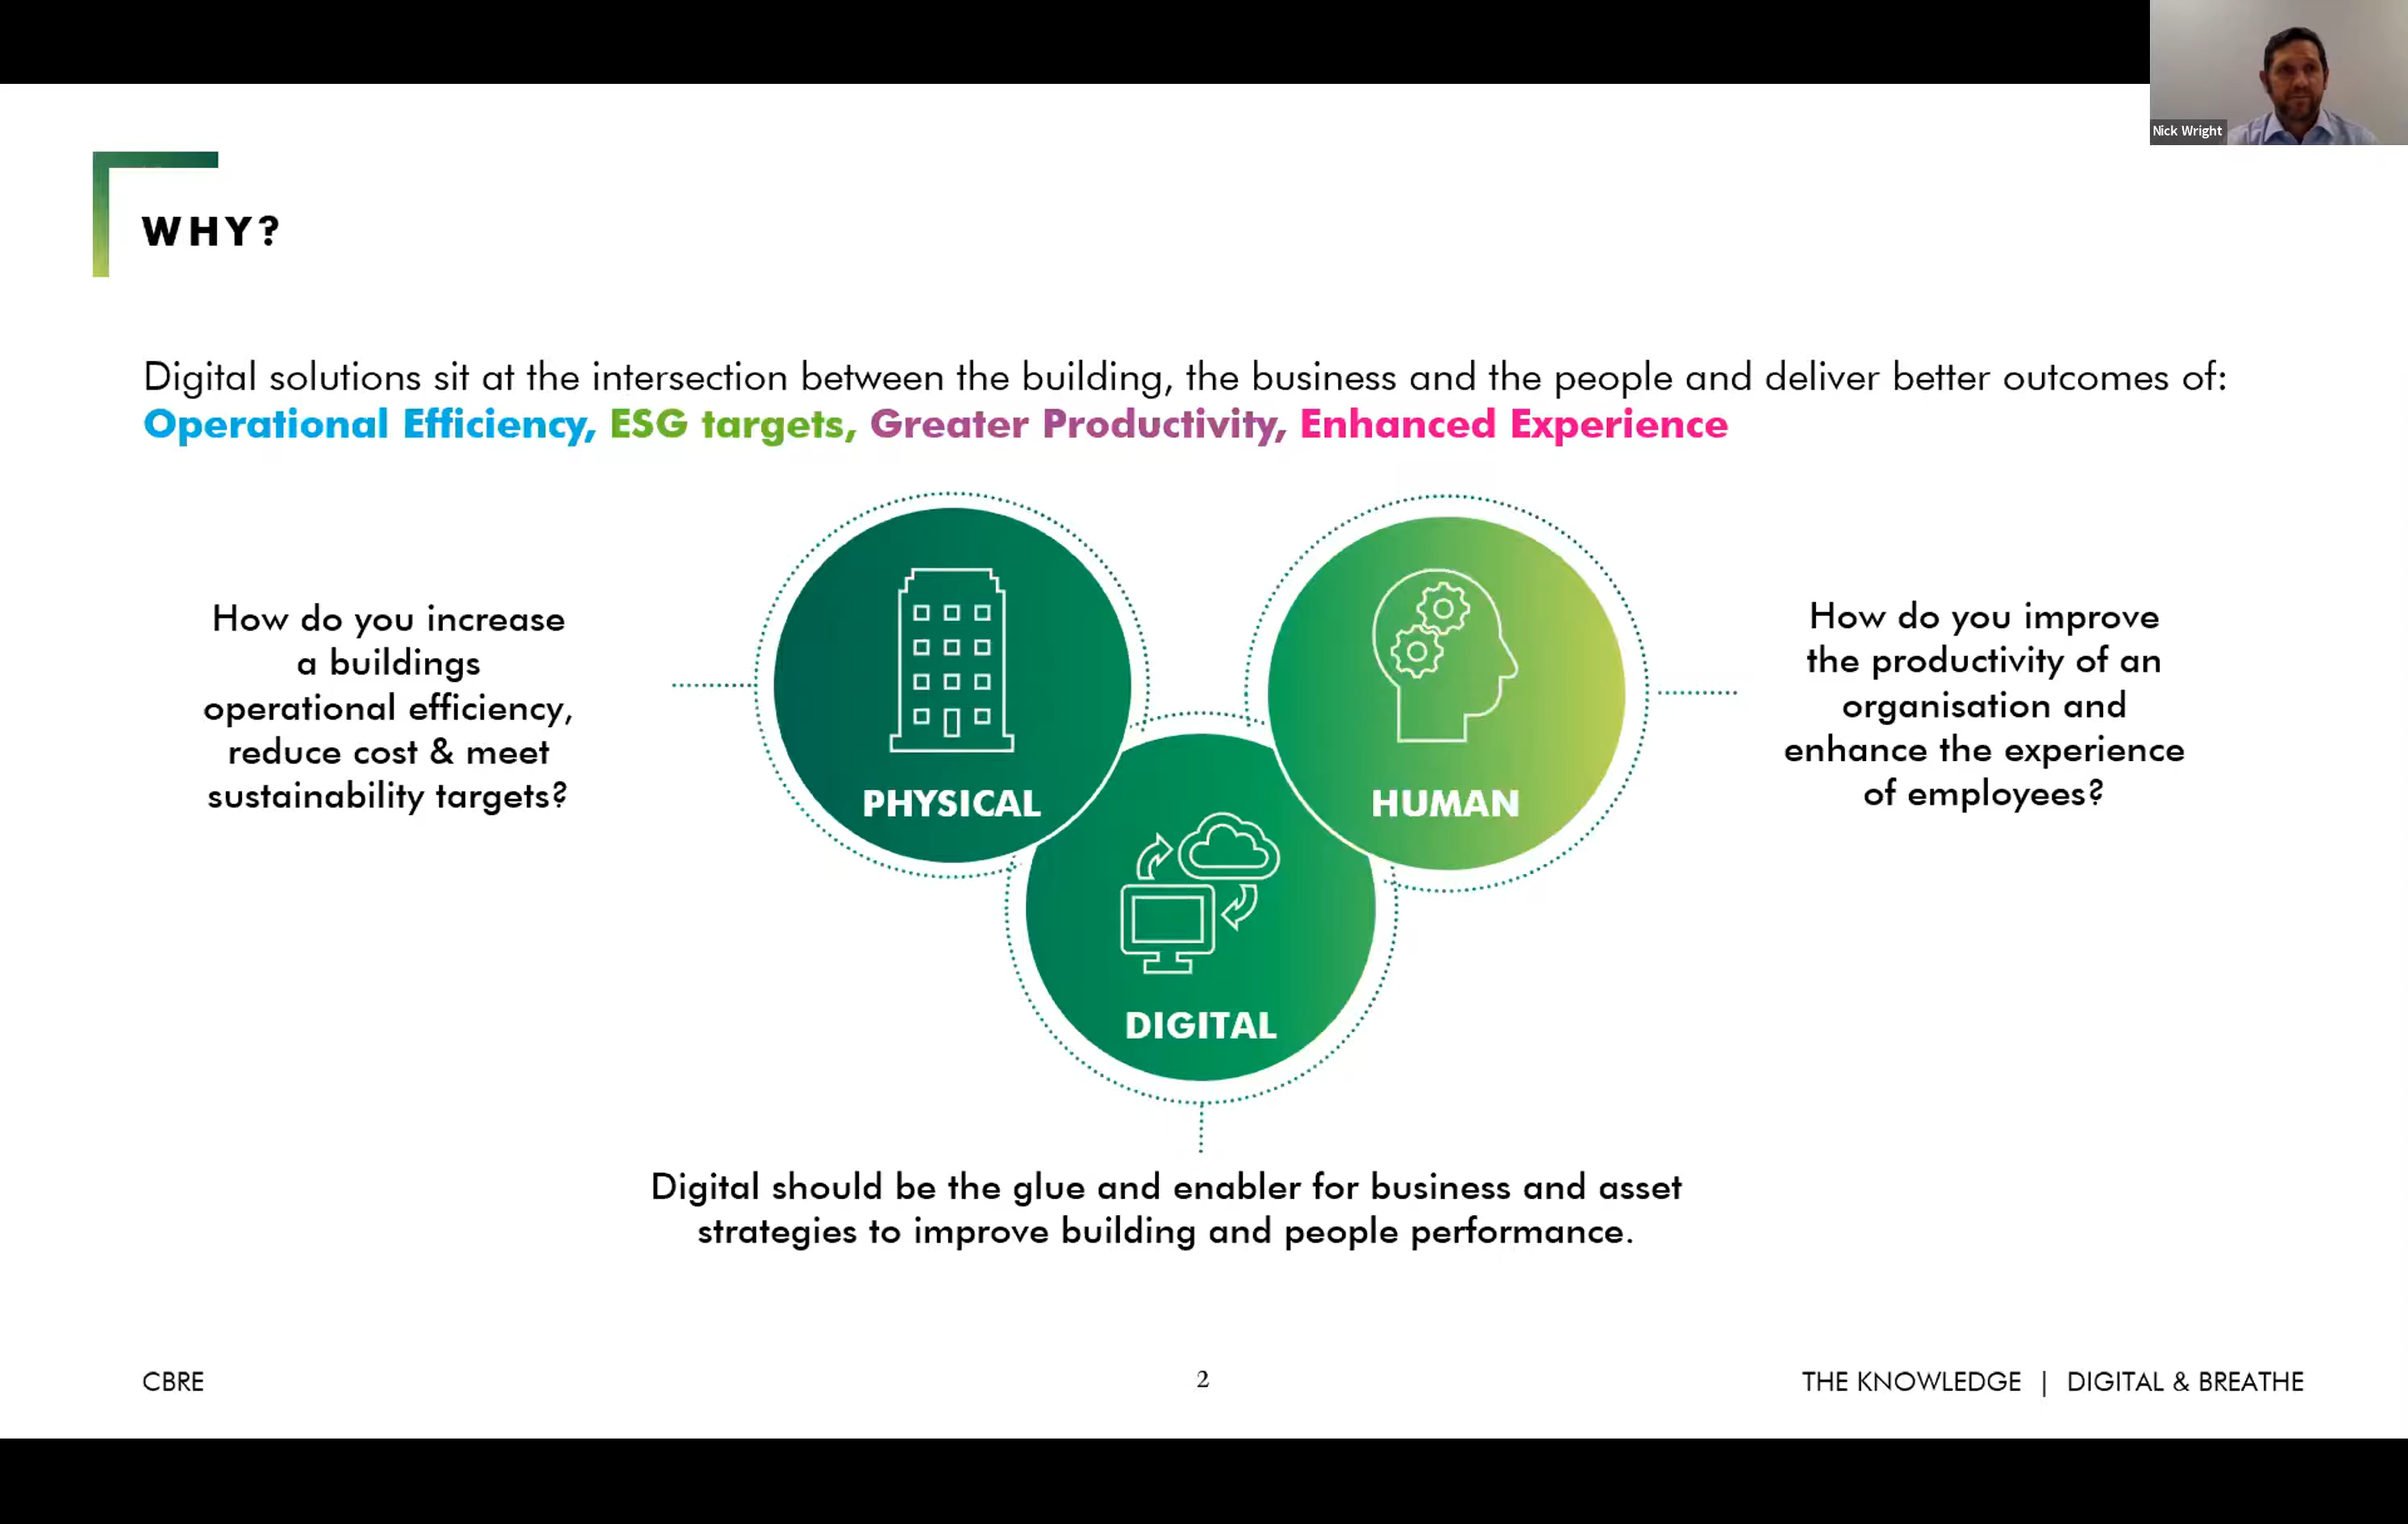 Nick Wright
WHY?
Digital solutions sit at the intersection between the building, the business and the people and deliver better outcomes of:
Operational Efficiency, ESG targets, Greater Productivity, Enhanced Experience
How do you increase
a buildings
operational efficiency,
reduce cost & meet
sustainability targets?
PHYSICAL
HUMAN
How do you improve
the productivity of an
organisation and
enhance the experience
of employees?
DIGITAL
Digital should be the glue and enabler for business and asset
strategies to improve building and people performance.
CBRE
2
THE KNOWLEDGE | DIGITAL & BREATHE